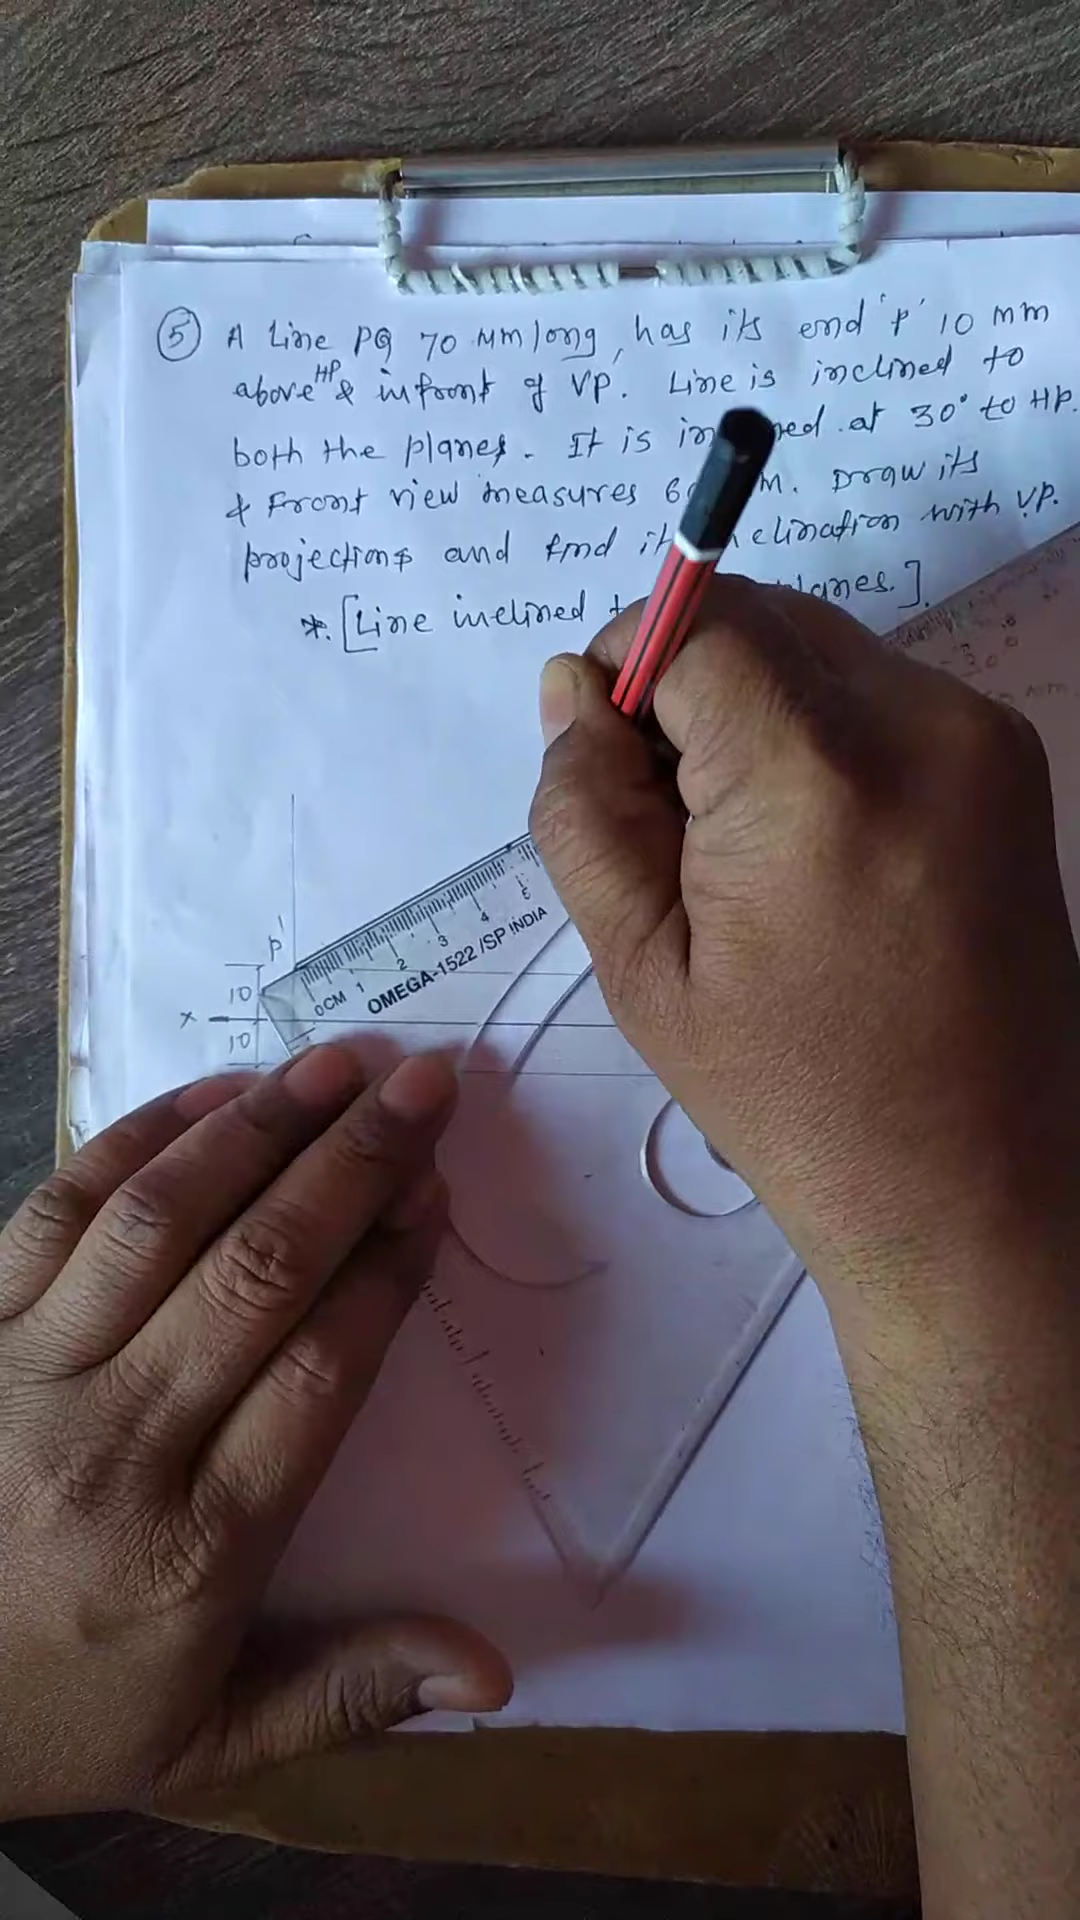 ⑤ A Line PQ 70 mm long, has its end 'P' 10 mm
above HP & infront of VP. Line is inclined to
both the planes. It is in ned at 30° to HP.
& Front view measures 6 m. Draw its
projections and find it clination with VP.
*. [Line inclined lanes.].
P'
10
x
10
0CM 1 2 3 4 5
OMEGA-1522 /SP INDIA